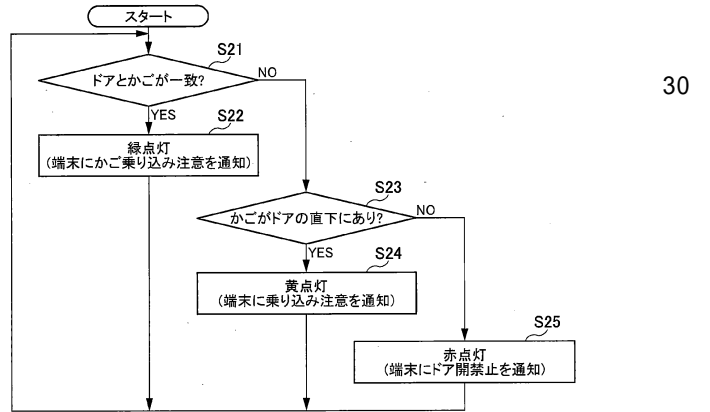 スタート
S21
ドアとかごが一致?
NO
YES
S22
緑点灯
(端末にかご乗り込み注意を通知)
S23
かごがドアの直下にあり?
NO
YES
S24
黄点灯
(端末に乗り込み注意を通知)
S25
赤点灯
(端末にドア開禁止を通知)
30